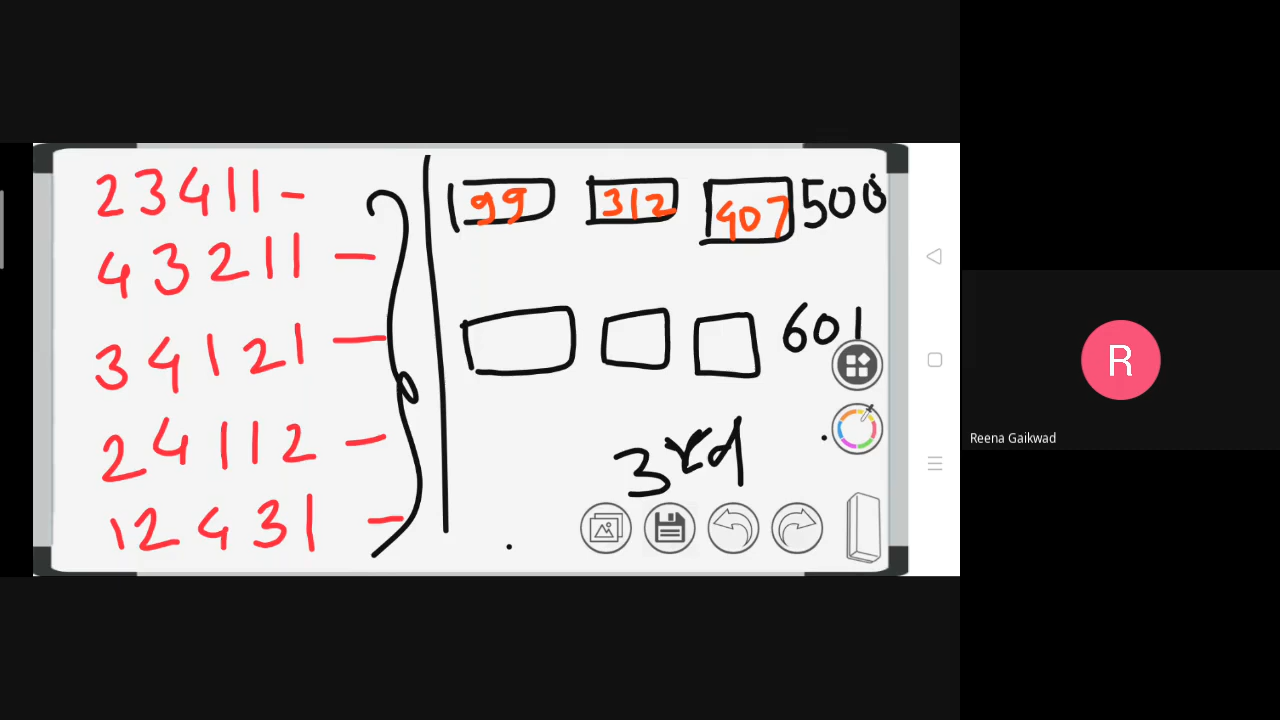 23411-
43211 -
34121 -
24112 -
12431 -
99 312 407 500
601
3rd
R
Reena Gaikwad